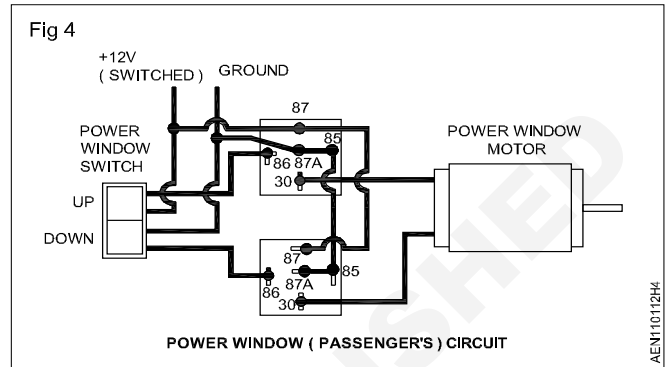 Fig 4
+12V
( SWITCHED )
GROUND
POWER
WINDOW
SWITCH
UP
DOWN
87
85
86
87A
30
87
85
87A
86
30
POWER WINDOW
MOTOR
POWER WINDOW ( PASSENGER'S ) CIRCUIT
AEN110112H4